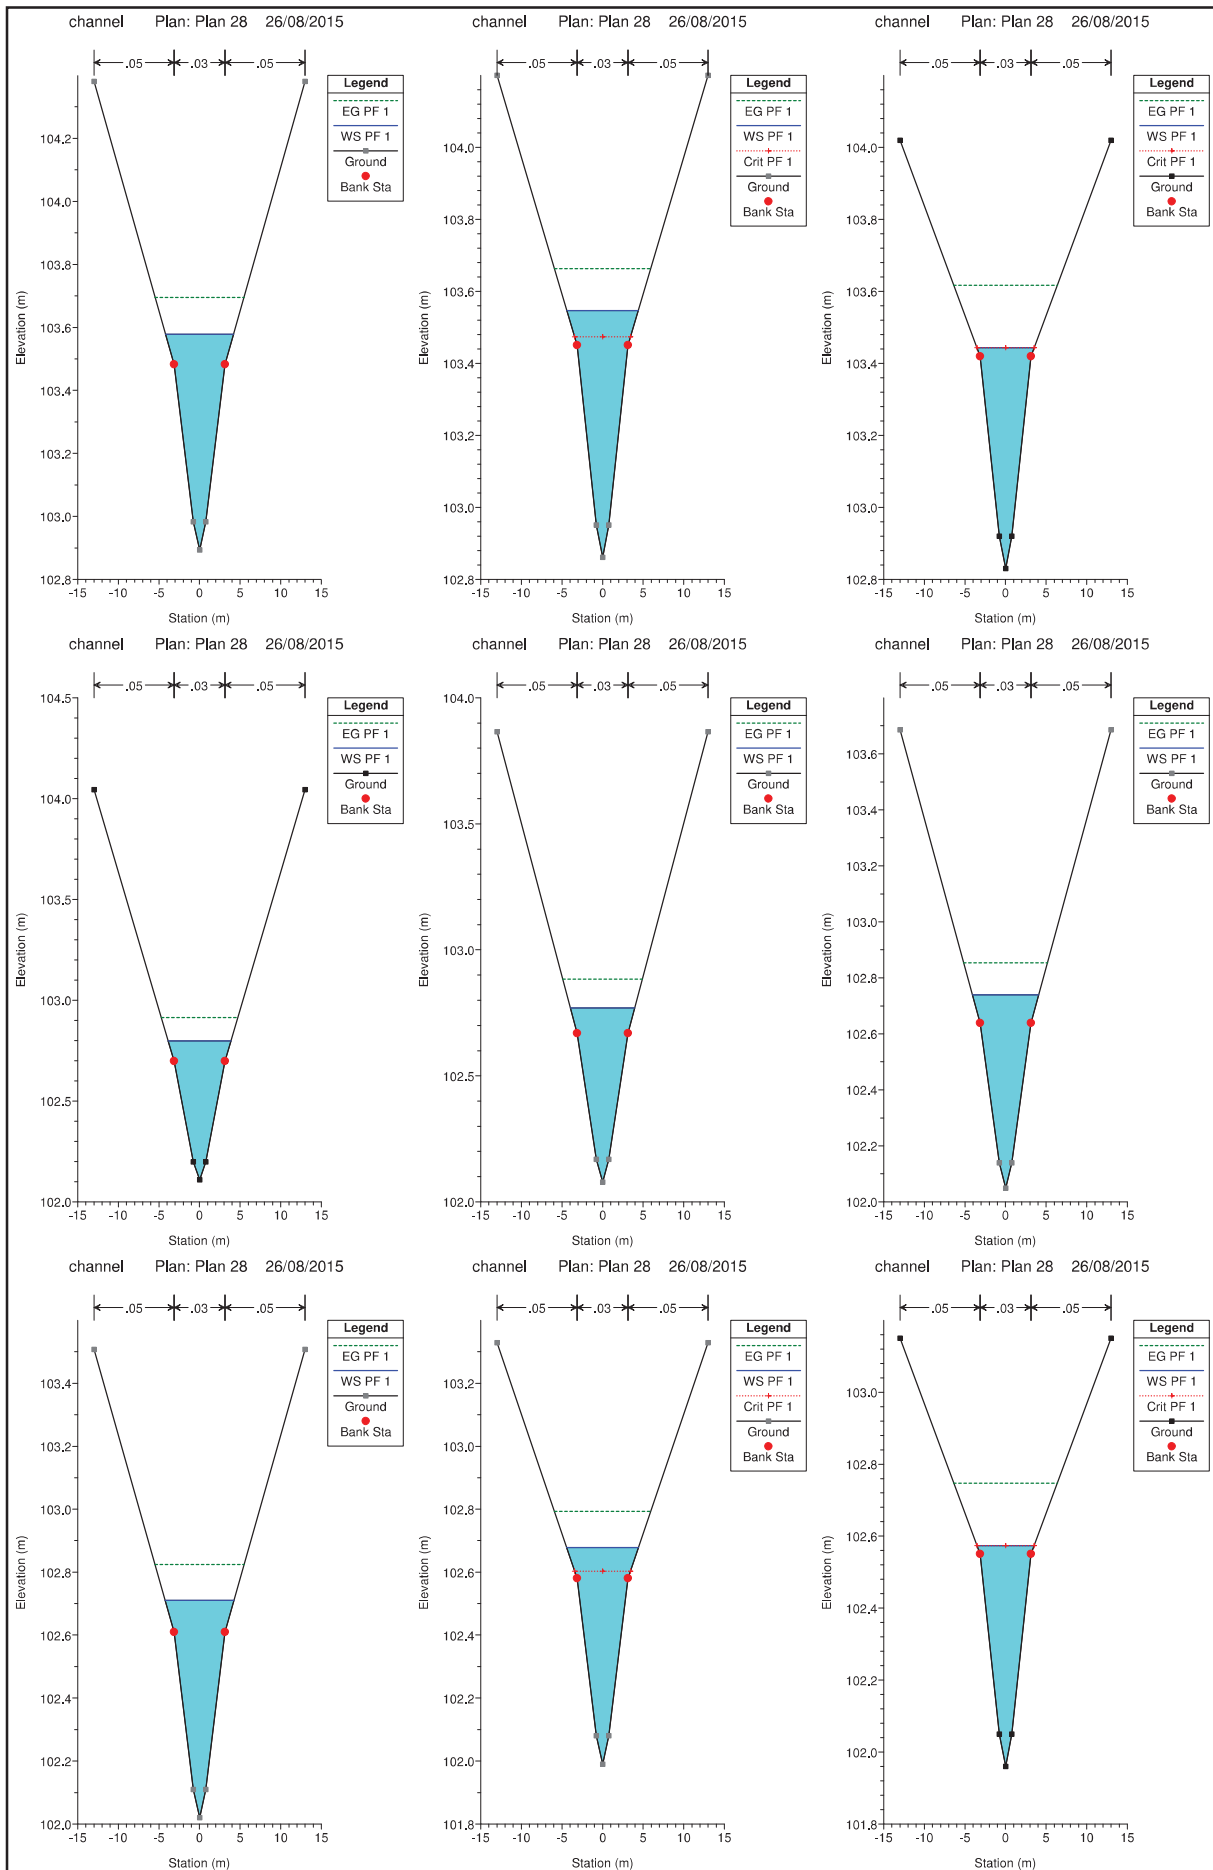 channel Plan: Plan 28 26/08/2015
.05 .03 .05
Legend
EG PF 1
WS PF 1
Ground
Bank Sta
104.2
104.0
103.8
103.6
103.4
103.2
103.0
102.8
Elevation (m)
-15 -10 -5 0 5 10 15
Station (m)
channel Plan: Plan 28 26/08/2015
.05 .03 .05
Legend
EG PF 1
WS PF 1
Crit PF 1
Ground
Bank Sta
104.0
103.8
103.6
103.4
103.2
103.0
102.8
Elevation (m)
-15 -10 -5 0 5 10 15
Station (m)
channel Plan: Plan 28 26/08/2015
.05 .03 .05
Legend
EG PF 1
WS PF 1
Crit PF 1
Ground
Bank Sta
104.0
103.8
103.6
103.4
103.2
103.0
102.8
Elevation (m)
-15 -10 -5 0 5 10 15
Station (m)
channel Plan: Plan 28 26/08/2015
.05 .03 .05
Legend
EG PF 1
WS PF 1
Ground
Bank Sta
104.5
104.0
103.5
103.0
102.5
102.0
Elevation (m)
-15 -10 -5 0 5 10 15
Station (m)
channel Plan: Plan 28 26/08/2015
.05 .03 .05
Legend
EG PF 1
WS PF 1
Ground
Bank Sta
104.0
103.5
103.0
102.5
102.0
Elevation (m)
-15 -10 -5 0 5 10 15
Station (m)
channel Plan: Plan 28 26/08/2015
.05 .03 .05
Legend
EG PF 1
WS PF 1
Ground
Bank Sta
103.6
103.4
103.2
103.0
102.8
102.6
102.4
102.2
102.0
Elevation (m)
-15 -10 -5 0 5 10 15
Station (m)
channel Plan: Plan 28 26/08/2015
.05 .03 .05
Legend
EG PF 1
WS PF 1
Ground
Bank Sta
103.4
103.2
103.0
102.8
102.6
102.4
102.2
102.0
Elevation (m)
-15 -10 -5 0 5 10 15
Station (m)
channel Plan: Plan 28 26/08/2015
.05 .03 .05
Legend
EG PF 1
WS PF 1
Crit PF 1
Ground
Bank Sta
103.2
103.0
102.8
102.6
102.4
102.2
102.0
101.8
Elevation (m)
-15 -10 -5 0 5 10 15
Station (m)
channel Plan: Plan 28 26/08/2015
.05 .03 .05
Legend
EG PF 1
WS PF 1
Crit PF 1
Ground
Bank Sta
103.0
102.8
102.6
102.4
102.2
102.0
101.8
Elevation (m)
-15 -10 -5 0 5 10 15
Station (m)